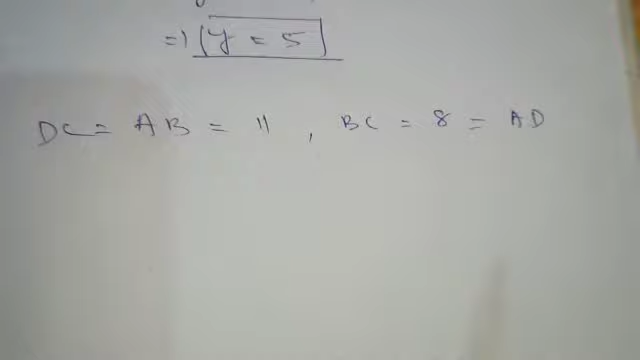 => y = 5
DC = AB = 11 , BC = 8 = AD